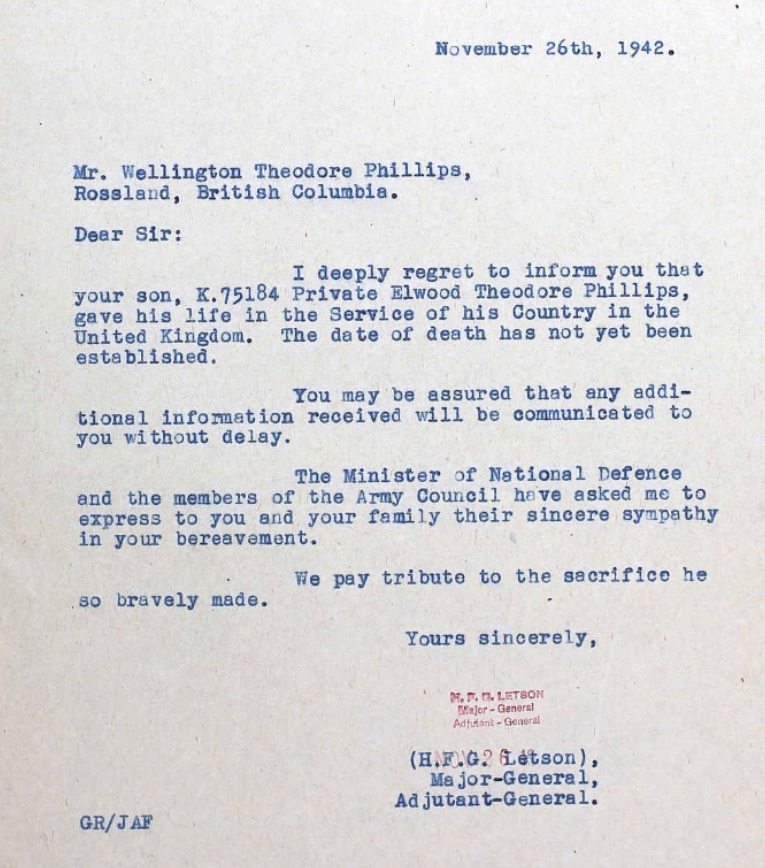 November 26th, 1942.
Mr. Wellington Theodore Phillips,
Rossland, British Columbia.
Dear Sir:
I deeply regret to inform you that
your son, K.75184 Private Elwood Theodore Phillips,
gave his life in the Service of his Country in the
United Kingdom. The date of death has not yet been
established.
You may be assured that any addi-
tional information received will be communicated to
you without delay.
The Minister of National Defence
and the members of the Army Council have asked me to
express to you and your family their sincere sympathy
in your bereavement.
We pay tribute to the sacrifice he
so bravely made.
Yours sincerely,
H. F. G. LETSON
Major - General
Adjutant - General
(H.F.G. Letson),
Major-General,
Adjutant-General.
GR/JAF